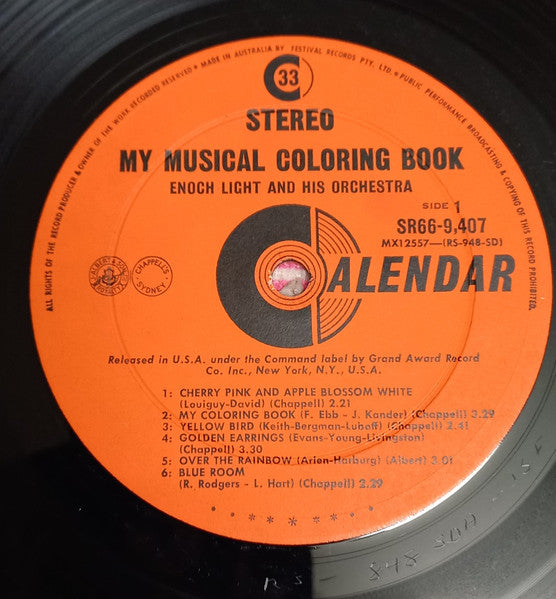 ALL RIGHTS OF THE RECORD PRODUCER & OWNER OF THE WORK RECORDED RESERVED ★ MADE IN AUSTRALIA BY FESTIVAL RECORDS PTY. LTD. ★ PUBLIC PERFORMANCE BROADCASTING & COPYING OF THIS RECORD PROHIBITED.
33
STEREO
MY MUSICAL COLORING BOOK
ENOCH LIGHT AND HIS ORCHESTRA
SIDE 1
SR66-9,407
MX12557—(RS-948-SD)
ALBERT & SON
CHAPPELL'S
SYDNEY
CALENDAR
Released in U.S.A. under the Command label by Grand Award Record
Co. Inc., New York, N.Y., U.S.A.
1: CHERRY PINK AND APPLE BLOSSOM WHITE
(Louiguy-David) (Chappell) 2.21
2: MY COLORING BOOK (F. Ebb - J. Kander) (Chappell) 3.29
3: YELLOW BIRD (Keith-Bergman-Luboff) (Chappell) 2.41
4: GOLDEN EARRINGS (Evans-Young-Livingston)
(Chappell) 3.30
5: OVER THE RAINBOW (Arlen-Harburg) (Albert) 3.01
6: BLUE ROOM
(R. Rodgers - L. Hart) (Chappell) 2.29